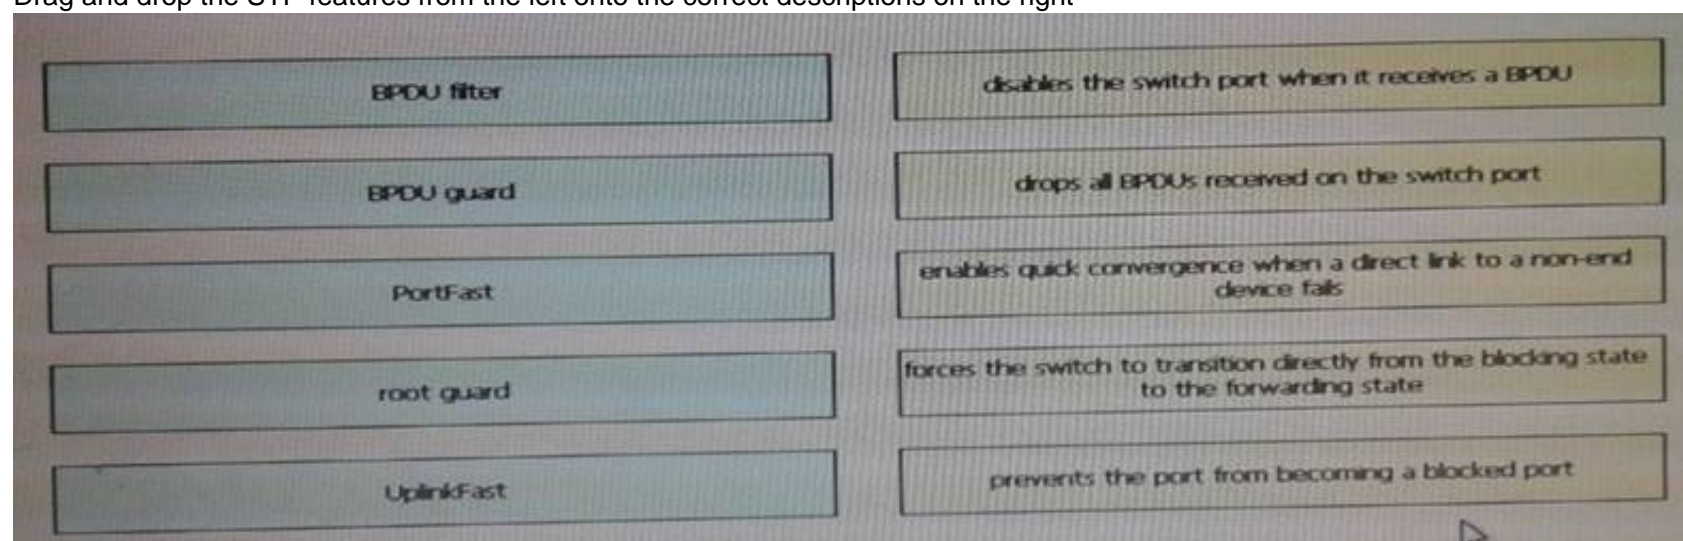 Drag and drop the STP features from the left onto the correct descriptions on the right
BPDU filter
BPDU guard
PortFast
root guard
UplinkFast
disables the switch port when it receives a BPDU
drops all BPDUs received on the switch port
enables quick convergence when a direct link to a non-end
device fails
forces the switch to transition directly from the blocking state
to the forwarding state
prevents the port from becoming a blocked port